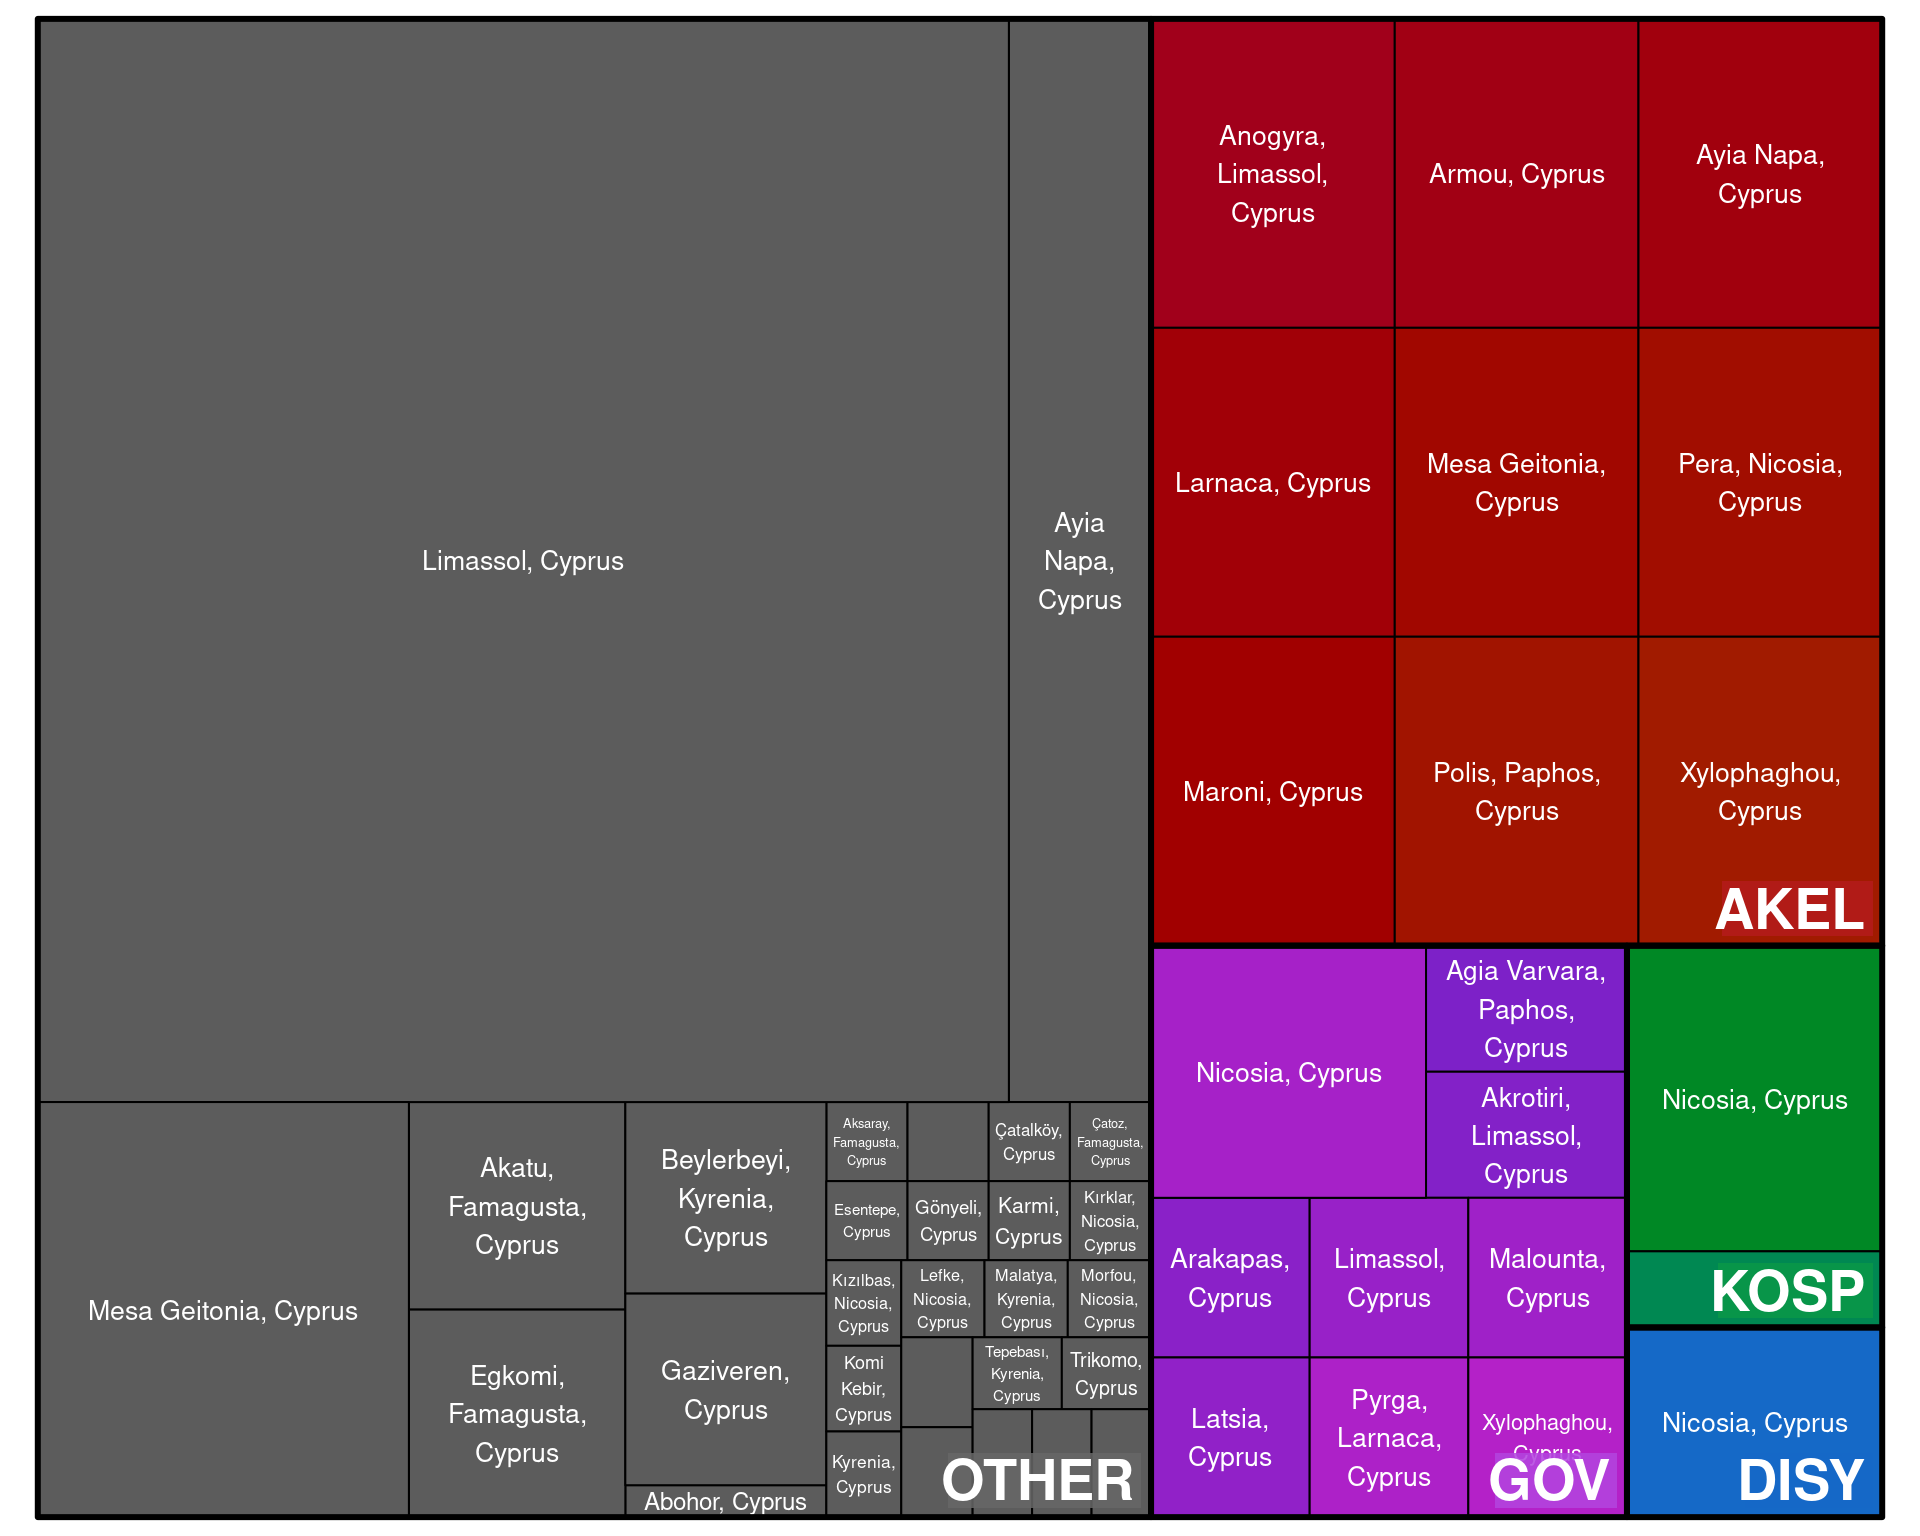 Limassol, Cyprus
Ayia
Napa,
Cyprus
Mesa Geitonia, Cyprus
Akatu,
Famagusta,
Cyprus
Egkomi,
Famagusta,
Cyprus
Beylerbeyi,
Kyrenia,
Cyprus
Gaziveren,
Cyprus
Abohor, Cyprus
Aksaray,
Famagusta,
Cyprus
Çatalköy,
Cyprus
Çatoz,
Famagusta,
Cyprus
Esentepe,
Cyprus
Gönyeli,
Cyprus
Karmi,
Cyprus
Kırklar,
Nicosia,
Cyprus
Kızılbas,
Nicosia,
Cyprus
Lefke,
Nicosia,
Cyprus
Malatya,
Kyrenia,
Cyprus
Morfou,
Nicosia,
Cyprus
Komi
Kebir,
Cyprus
Tepebası,
Kyrenia,
Cyprus
Trikomo,
Cyprus
Kyrenia,
Cyprus
OTHER
Anogyra,
Limassol,
Cyprus
Armou, Cyprus
Ayia Napa,
Cyprus
Larnaca, Cyprus
Mesa Geitonia,
Cyprus
Pera, Nicosia,
Cyprus
Maroni, Cyprus
Polis, Paphos,
Cyprus
Xylophaghou,
Cyprus
AKEL
Nicosia, Cyprus
Agia Varvara,
Paphos,
Cyprus
Akrotiri,
Limassol,
Cyprus
Arakapas,
Cyprus
Limassol,
Cyprus
Malounta,
Cyprus
Latsia,
Cyprus
Pyrga,
Larnaca,
Cyprus
Xylophaghou,
Cyprus
GOV
Nicosia, Cyprus
KOSP
Nicosia, Cyprus
DISY